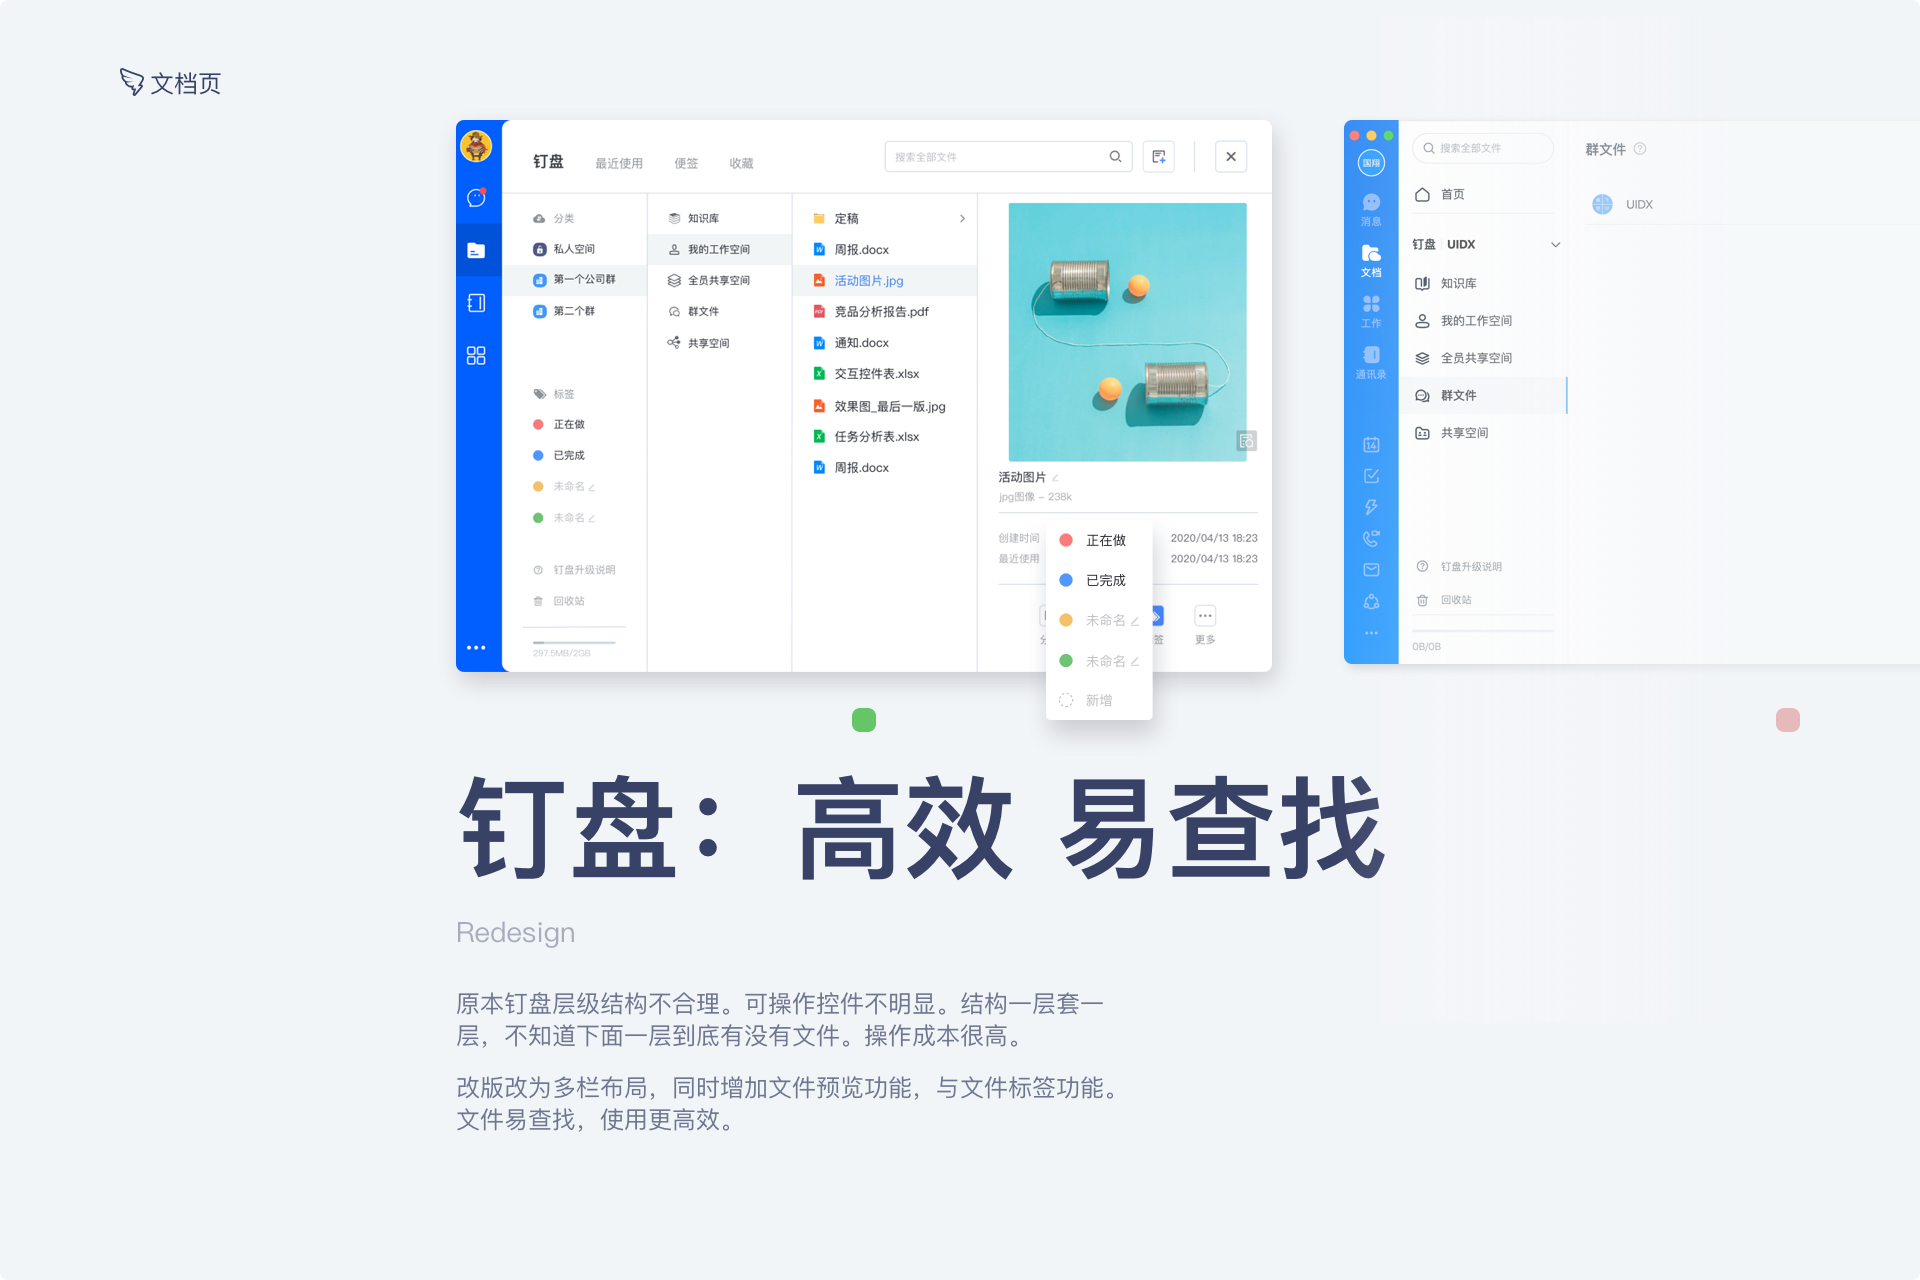 文档页
钉盘
最近使用
便签
收藏
搜索全部文件
分类
私人空间
第一个公司群
第二个群
标签
正在做
已完成
未命名
未命名
钉盘升级说明
回收站
297.5MB/2GB
知识库
我的工作空间
全员共享空间
群文件
共享空间
定稿
周报.docx
活动图片.jpg
竞品分析报告.pdf
通知.docx
交互控件表.xlsx
效果图_最后一版.jpg
任务分析表.xlsx
周报.docx
活动图片
jpg图像 – 238k
创建时间
2020/04/13 18:23
最近使用
2020/04/13 18:23
签
更多
正在做
已完成
未命名
未命名
新增
国翔
消息
文档
工作
通讯录
14
搜索全部文件
首页
钉盘 UIDX
知识库
我的工作空间
全员共享空间
群文件
共享空间
钉盘升级说明
回收站
0B/0B
群文件
UIDX
钉盘：高效 易查找
Redesign
原本钉盘层级结构不合理。可操作控件不明显。结构一层套一
层，不知道下面一层到底有没有文件。操作成本很高。
改版改为多栏布局，同时增加文件预览功能，与文件标签功能。
文件易查找，使用更高效。